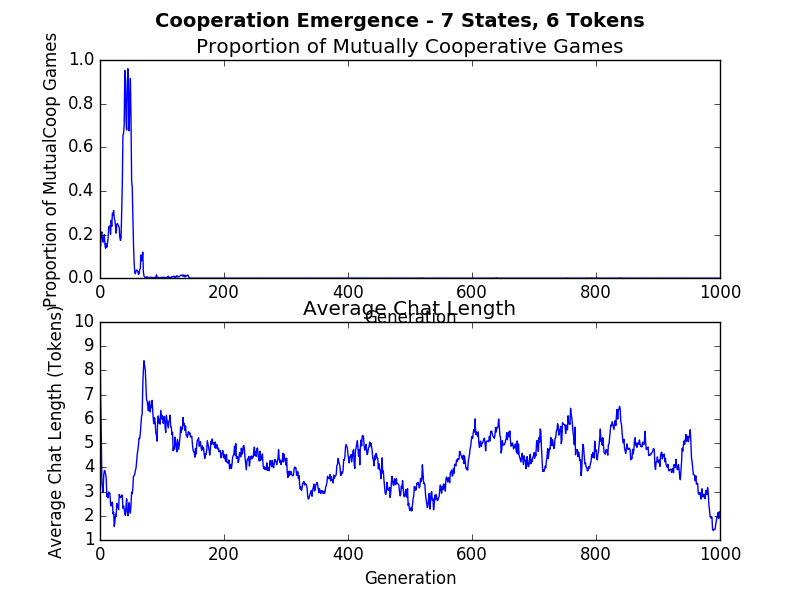 Cooperation Emergence - 7 States, 6 Tokens
Proportion of Mutually Cooperative Games
Proportion of MutualCoop Games
1.0
0.8
0.6
0.4
0.2
0.0
0 200 400 600 800 1000
Generation
Average Chat Length
Average Chat Length (Tokens)
10
9
8
7
6
5
4
3
2
1
0 200 400 600 800 1000
Generation